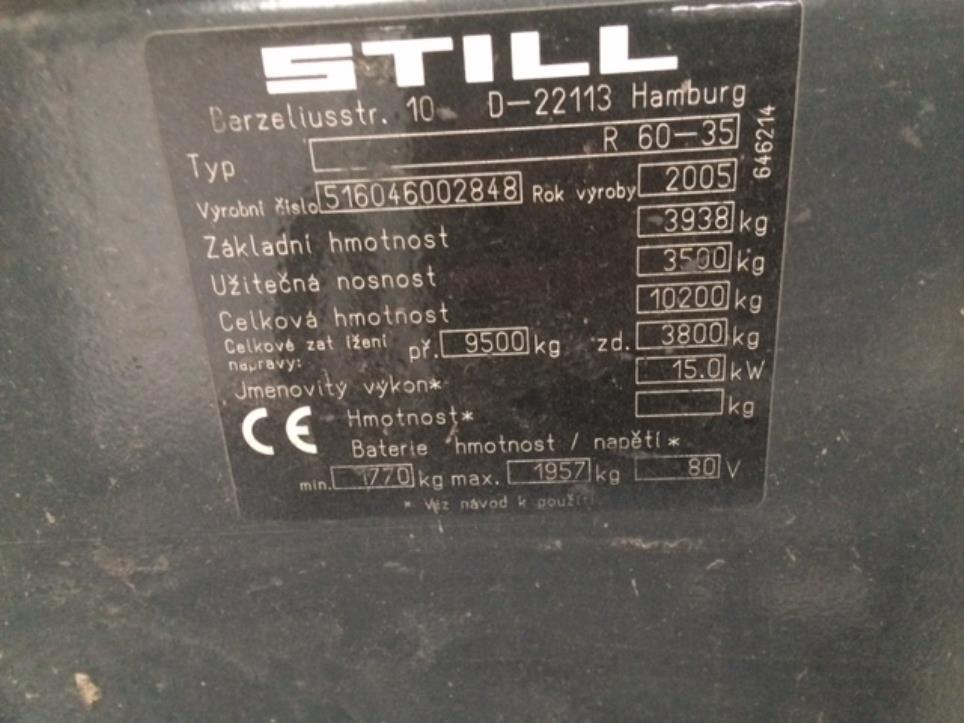 STILL
Berzeliusstr. 10 D-22113 Hamburg
Typ R 60-35
646214
Výrobní číslo 516046002848 Rok výroby 2005
Základní hmotnost 3938 kg
Užitečná nosnost 3500 kg
Celková hmotnost 10200 kg
Celkové zatížení nápravy: př. 9500 kg zd. 3800 kg
Jmenovitý výkon* 15.0 kW
CE Hmotnost* kg
Baterie hmotnost / napětí *
min. 1770 kg max. 1957 kg 80 V
* Viz návod k použití